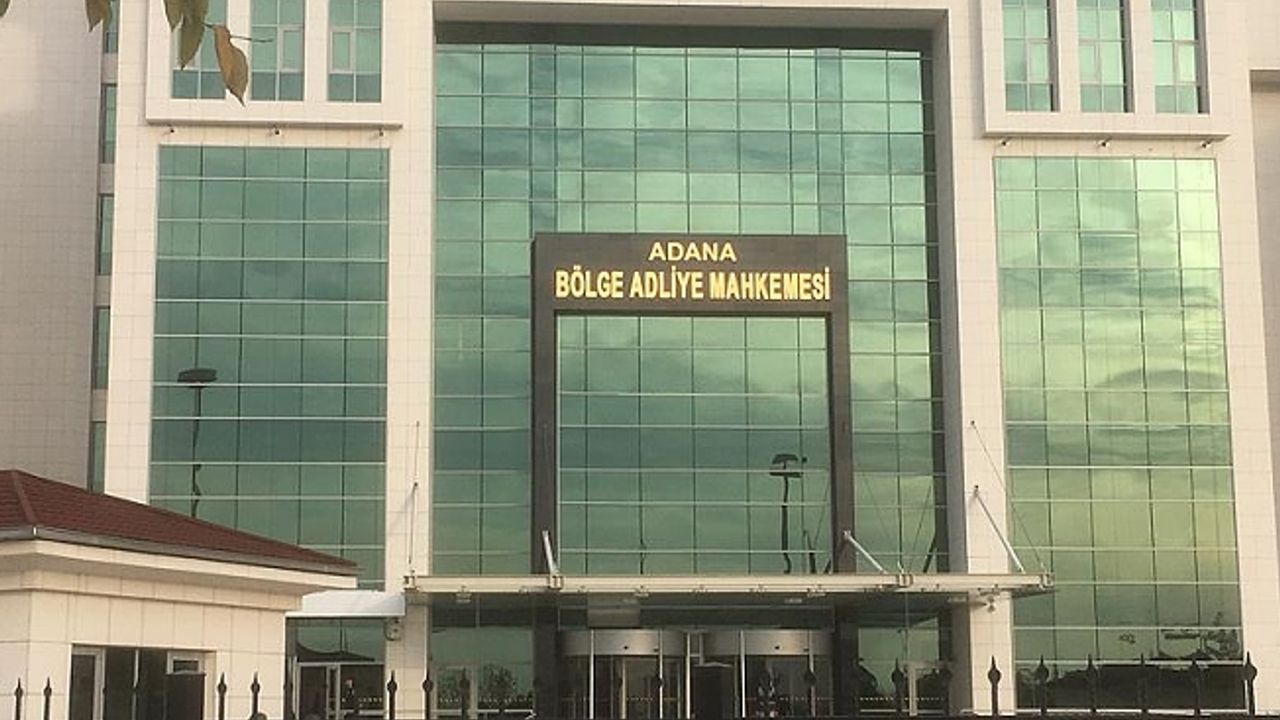 ADANA
BÖLGE ADLİYE MAHKEMESİ